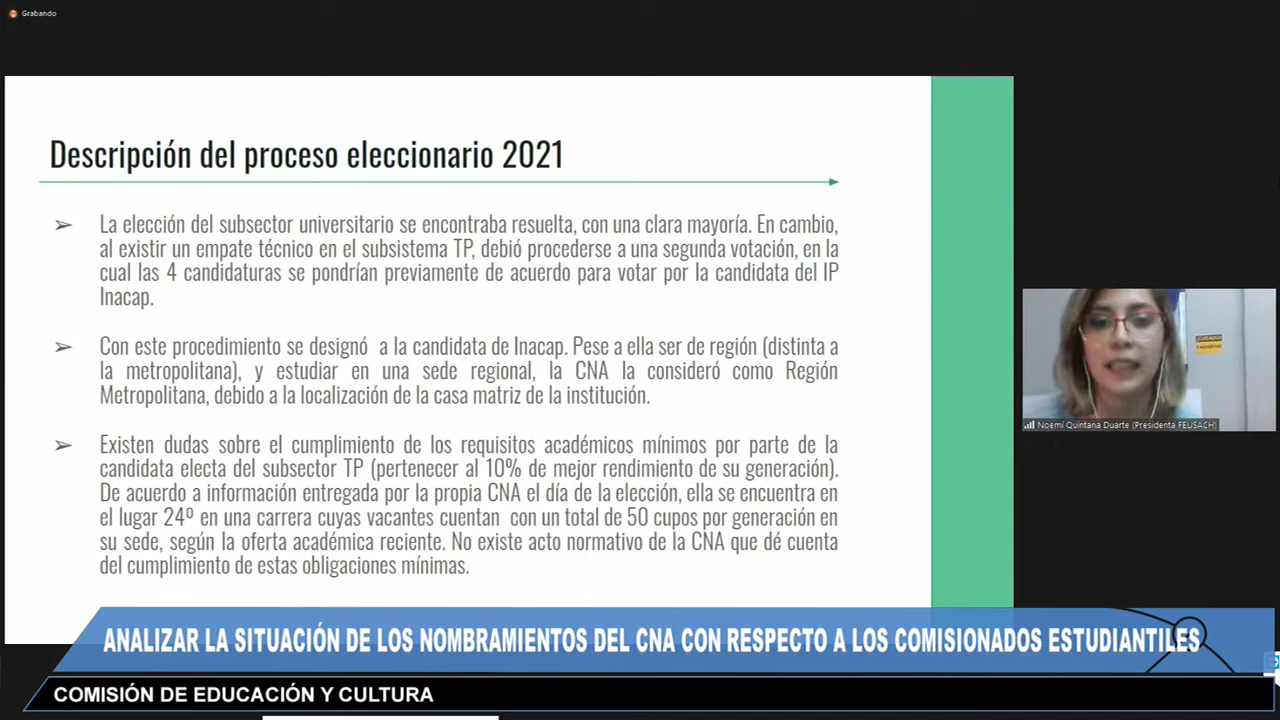 Grabando
Descripción del proceso eleccionario 2021
➢ La elección del subsector universitario se encontraba resuelta, con una clara mayoría. En cambio,
al existir un empate técnico en el subsistema TP, debió procederse a una segunda votación, en la
cual las 4 candidaturas se pondrían previamente de acuerdo para votar por la candidata del IP
Inacap.
➢ Con este procedimiento se designó a la candidata de Inacap. Pese a ella ser de región (distinta a
la metropolitana), y estudiar en una sede regional, la CNA la consideró como Región
Metropolitana, debido a la localización de la casa matriz de la institución.
➢ Existen dudas sobre el cumplimiento de los requisitos académicos mínimos por parte de la
candidata electa del subsector TP (pertenecer al 10% de mejor rendimiento de su generación).
De acuerdo a información entregada por la propia CNA el día de la elección, ella se encuentra en
el lugar 24º en una carrera cuyas vacantes cuentan con un total de 50 cupos por generación en
su sede, según la oferta académica reciente. No existe acto normativo de la CNA que dé cuenta
del cumplimiento de estas obligaciones mínimas.
Noemí Quintana Duarte (Presidenta FEUSACH)
ANALIZAR LA SITUACIÓN DE LOS NOMBRAMIENTOS DEL CNA CON RESPECTO A LOS COMISIONADOS ESTUDIANTILES
COMISIÓN DE EDUCACIÓN Y CULTURA